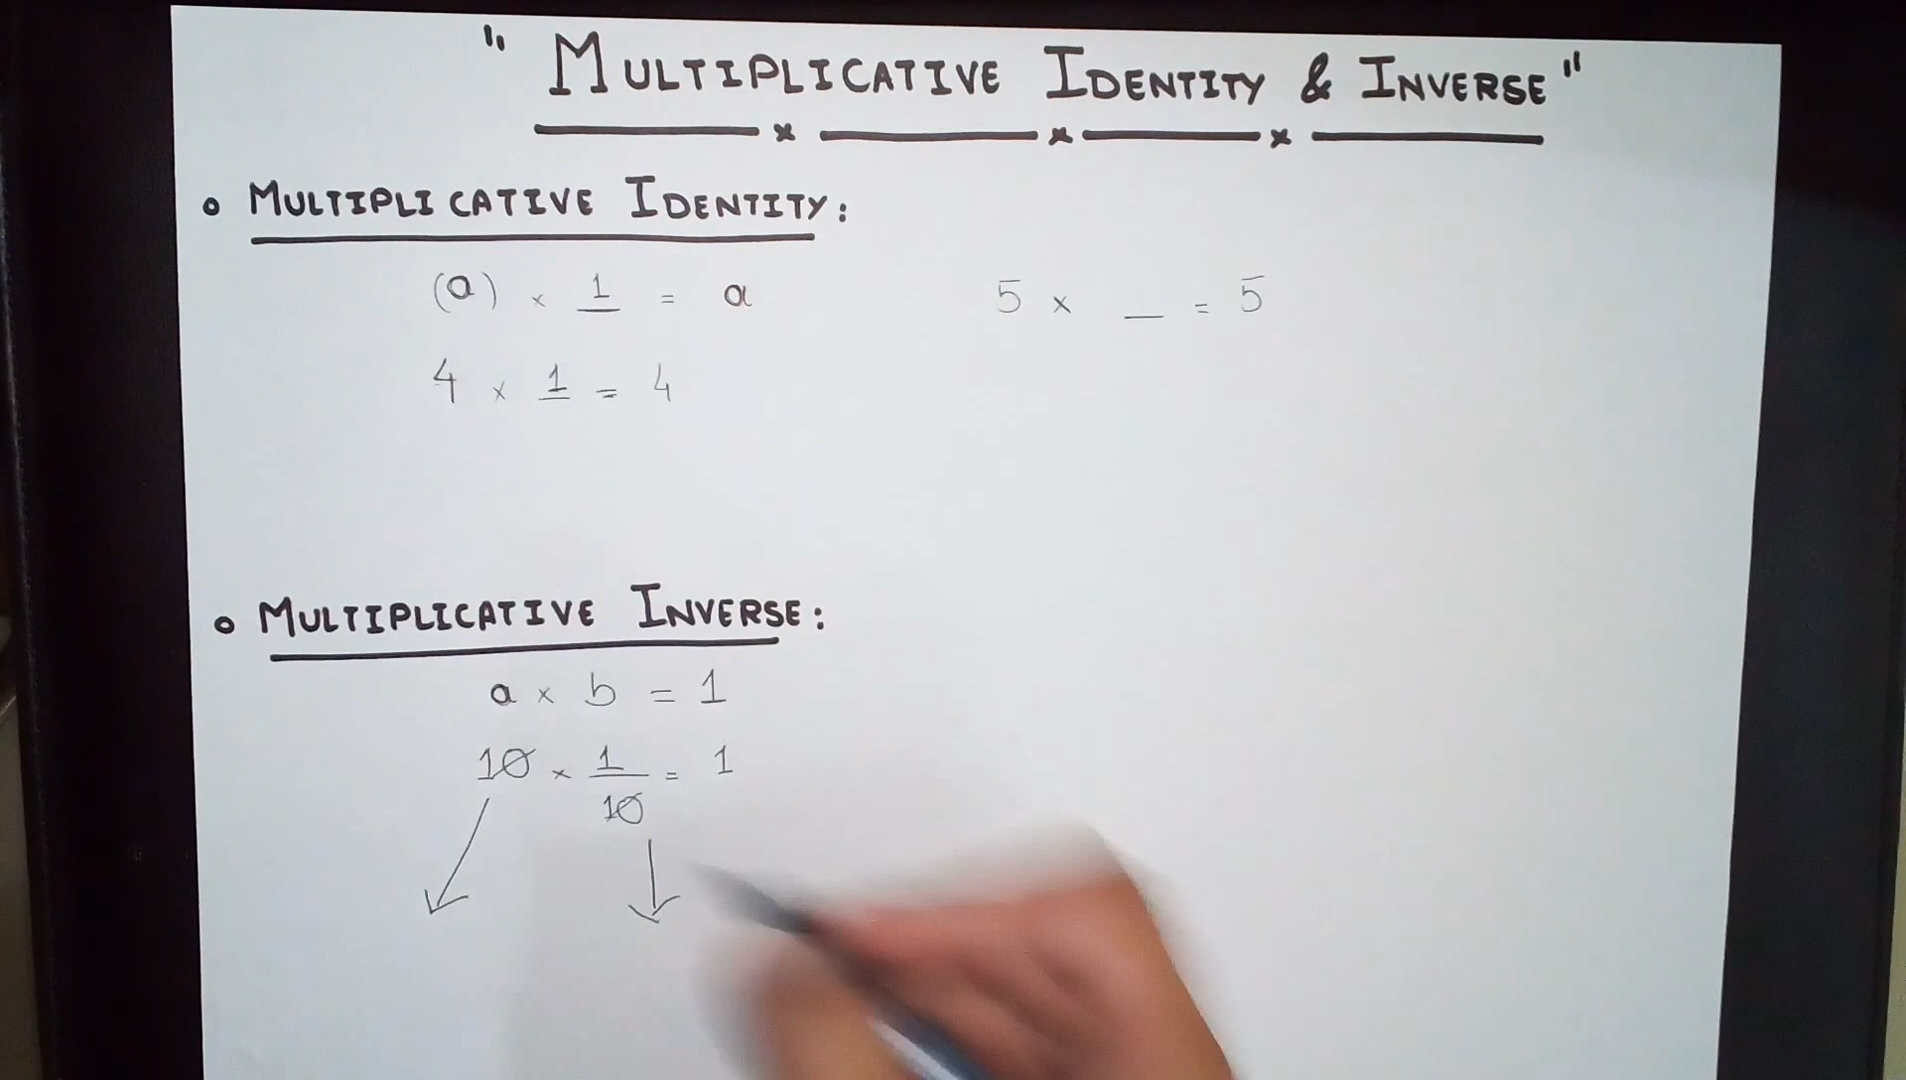 " MULTIPLICATIVE IDENTITY & INVERSE "
• MULTIPLICATIVE IDENTITY:
(a) × 1 = a
5 × _ = 5
4 × 1 = 4
• MULTIPLICATIVE INVERSE:
a × b = 1
10 × 1/10 = 1